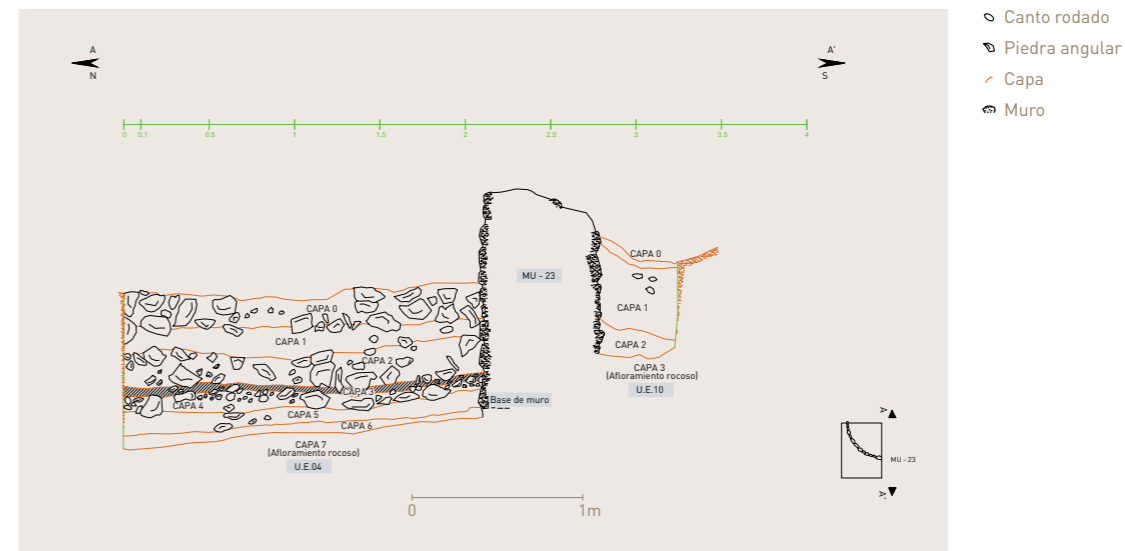 Canto rodado
Piedra angular
Capa
Muro
A
N
A'
S
0 0.1 0.5 1 1.5 2 2.5 3 3.5 4
MU - 23
CAPA 0
CAPA 1
CAPA 2
CAPA 3
(Afloramiento rocoso)
U.E.10
CAPA 0
CAPA 1
CAPA 2
CAPA 3
CAPA 4
CAPA 5
CAPA 6
CAPA 7
(Afloramiento rocoso)
U.E.04
Base de muro
A
MU - 23
A'
0 1m